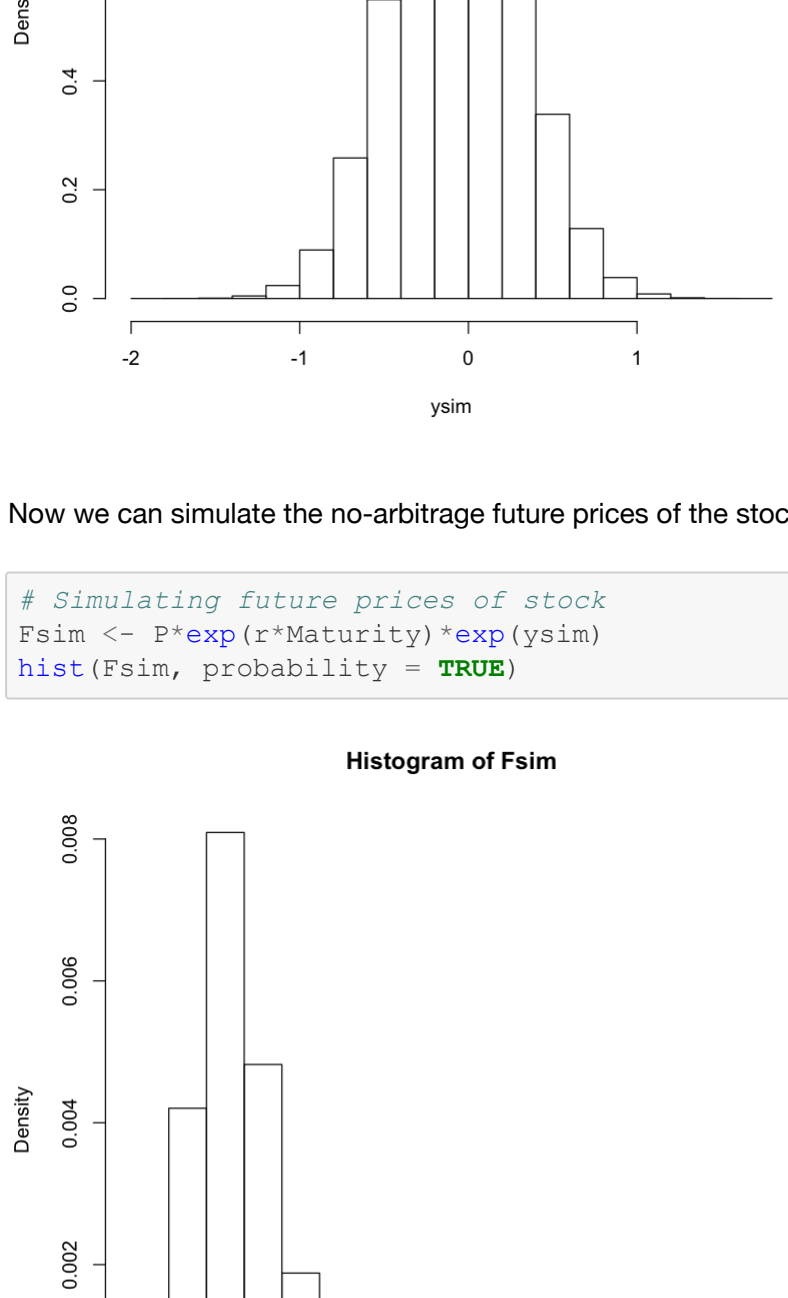 0.4
0.2
0.0
-2 -1 0 1
ysim
Now we can simulate the no-arbitrage future prices of the
# Simulating future prices of stock
Fsim <- P*exp(r*Maturity)*exp(ysim)
hist(Fsim, probability = TRUE)
Histogram of Fsim
0.008
0.006
Density
0.004
0.002